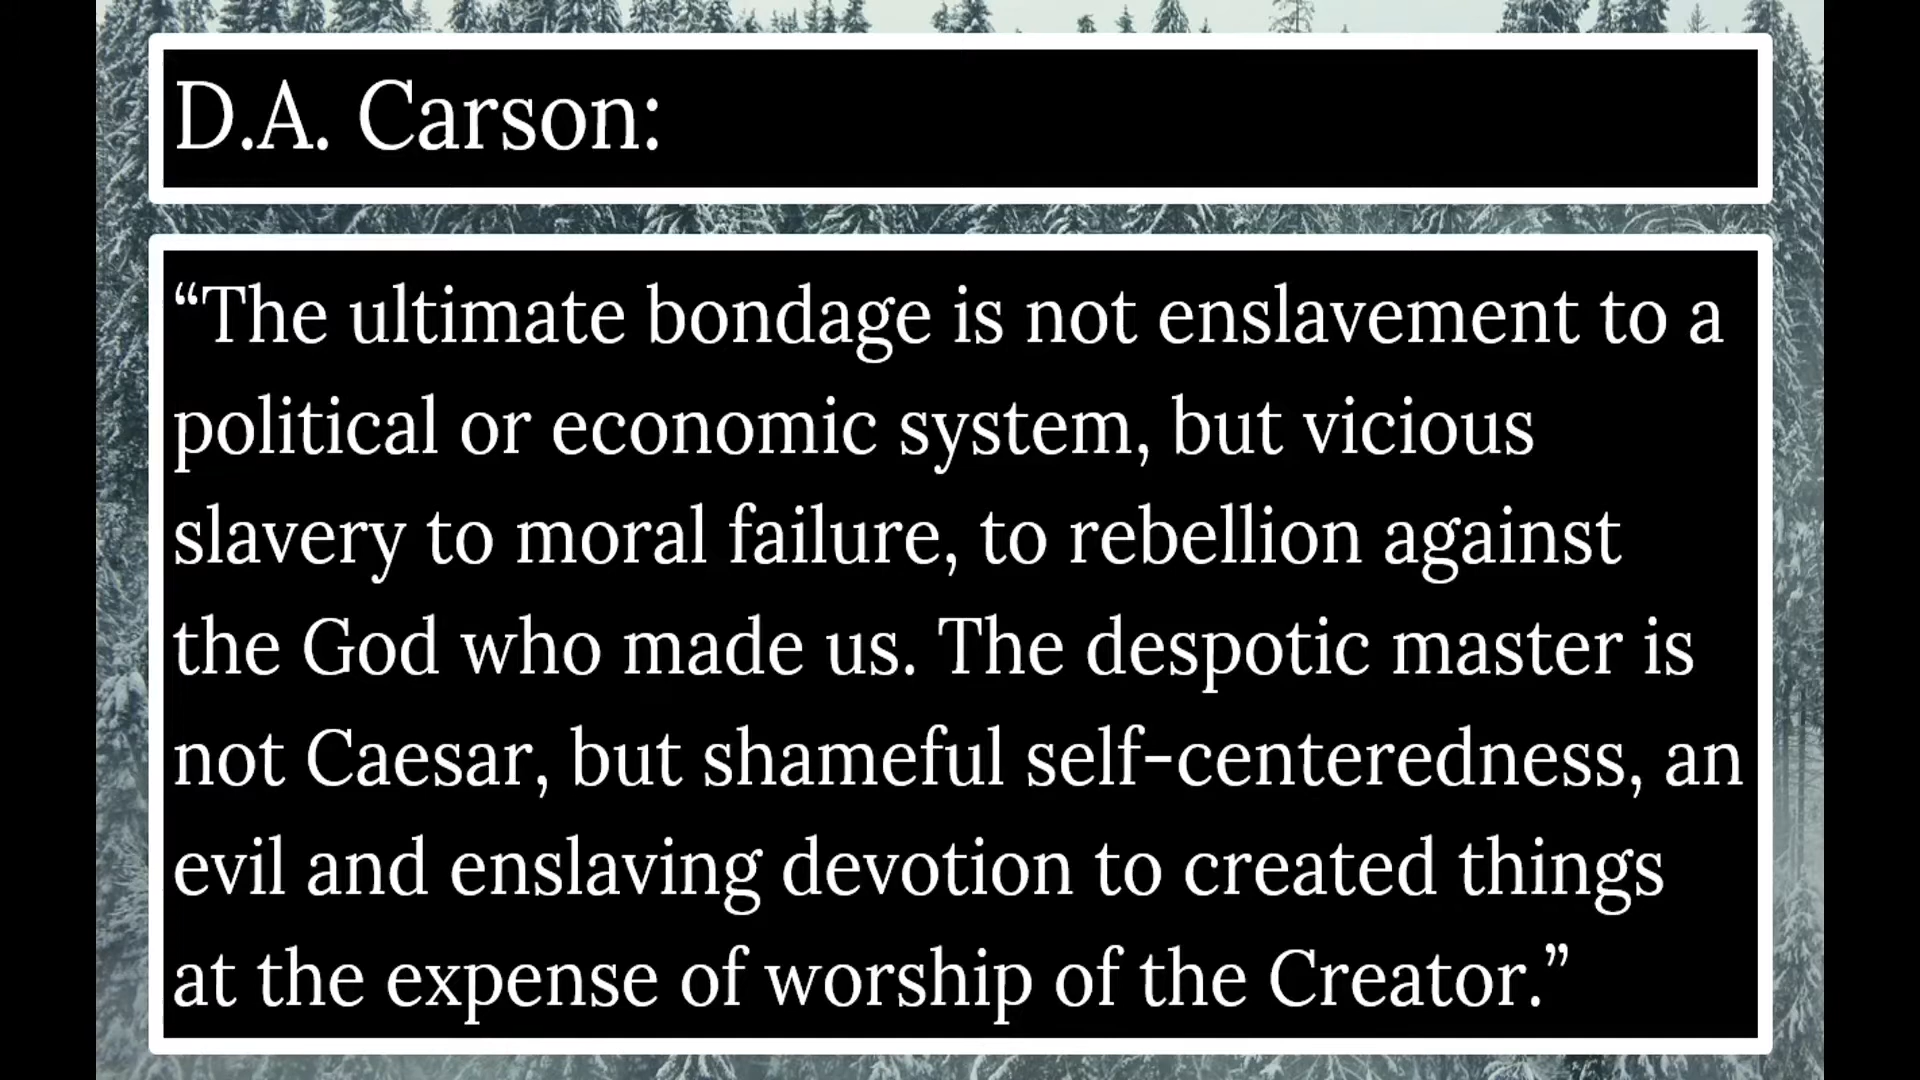 D.A. Carson:
“The ultimate bondage is not enslavement to a
political or economic system, but vicious
slavery to moral failure, to rebellion against
the God who made us. The despotic master is
not Caesar, but shameful self-centeredness, an
evil and enslaving devotion to created things
at the expense of worship of the Creator.”